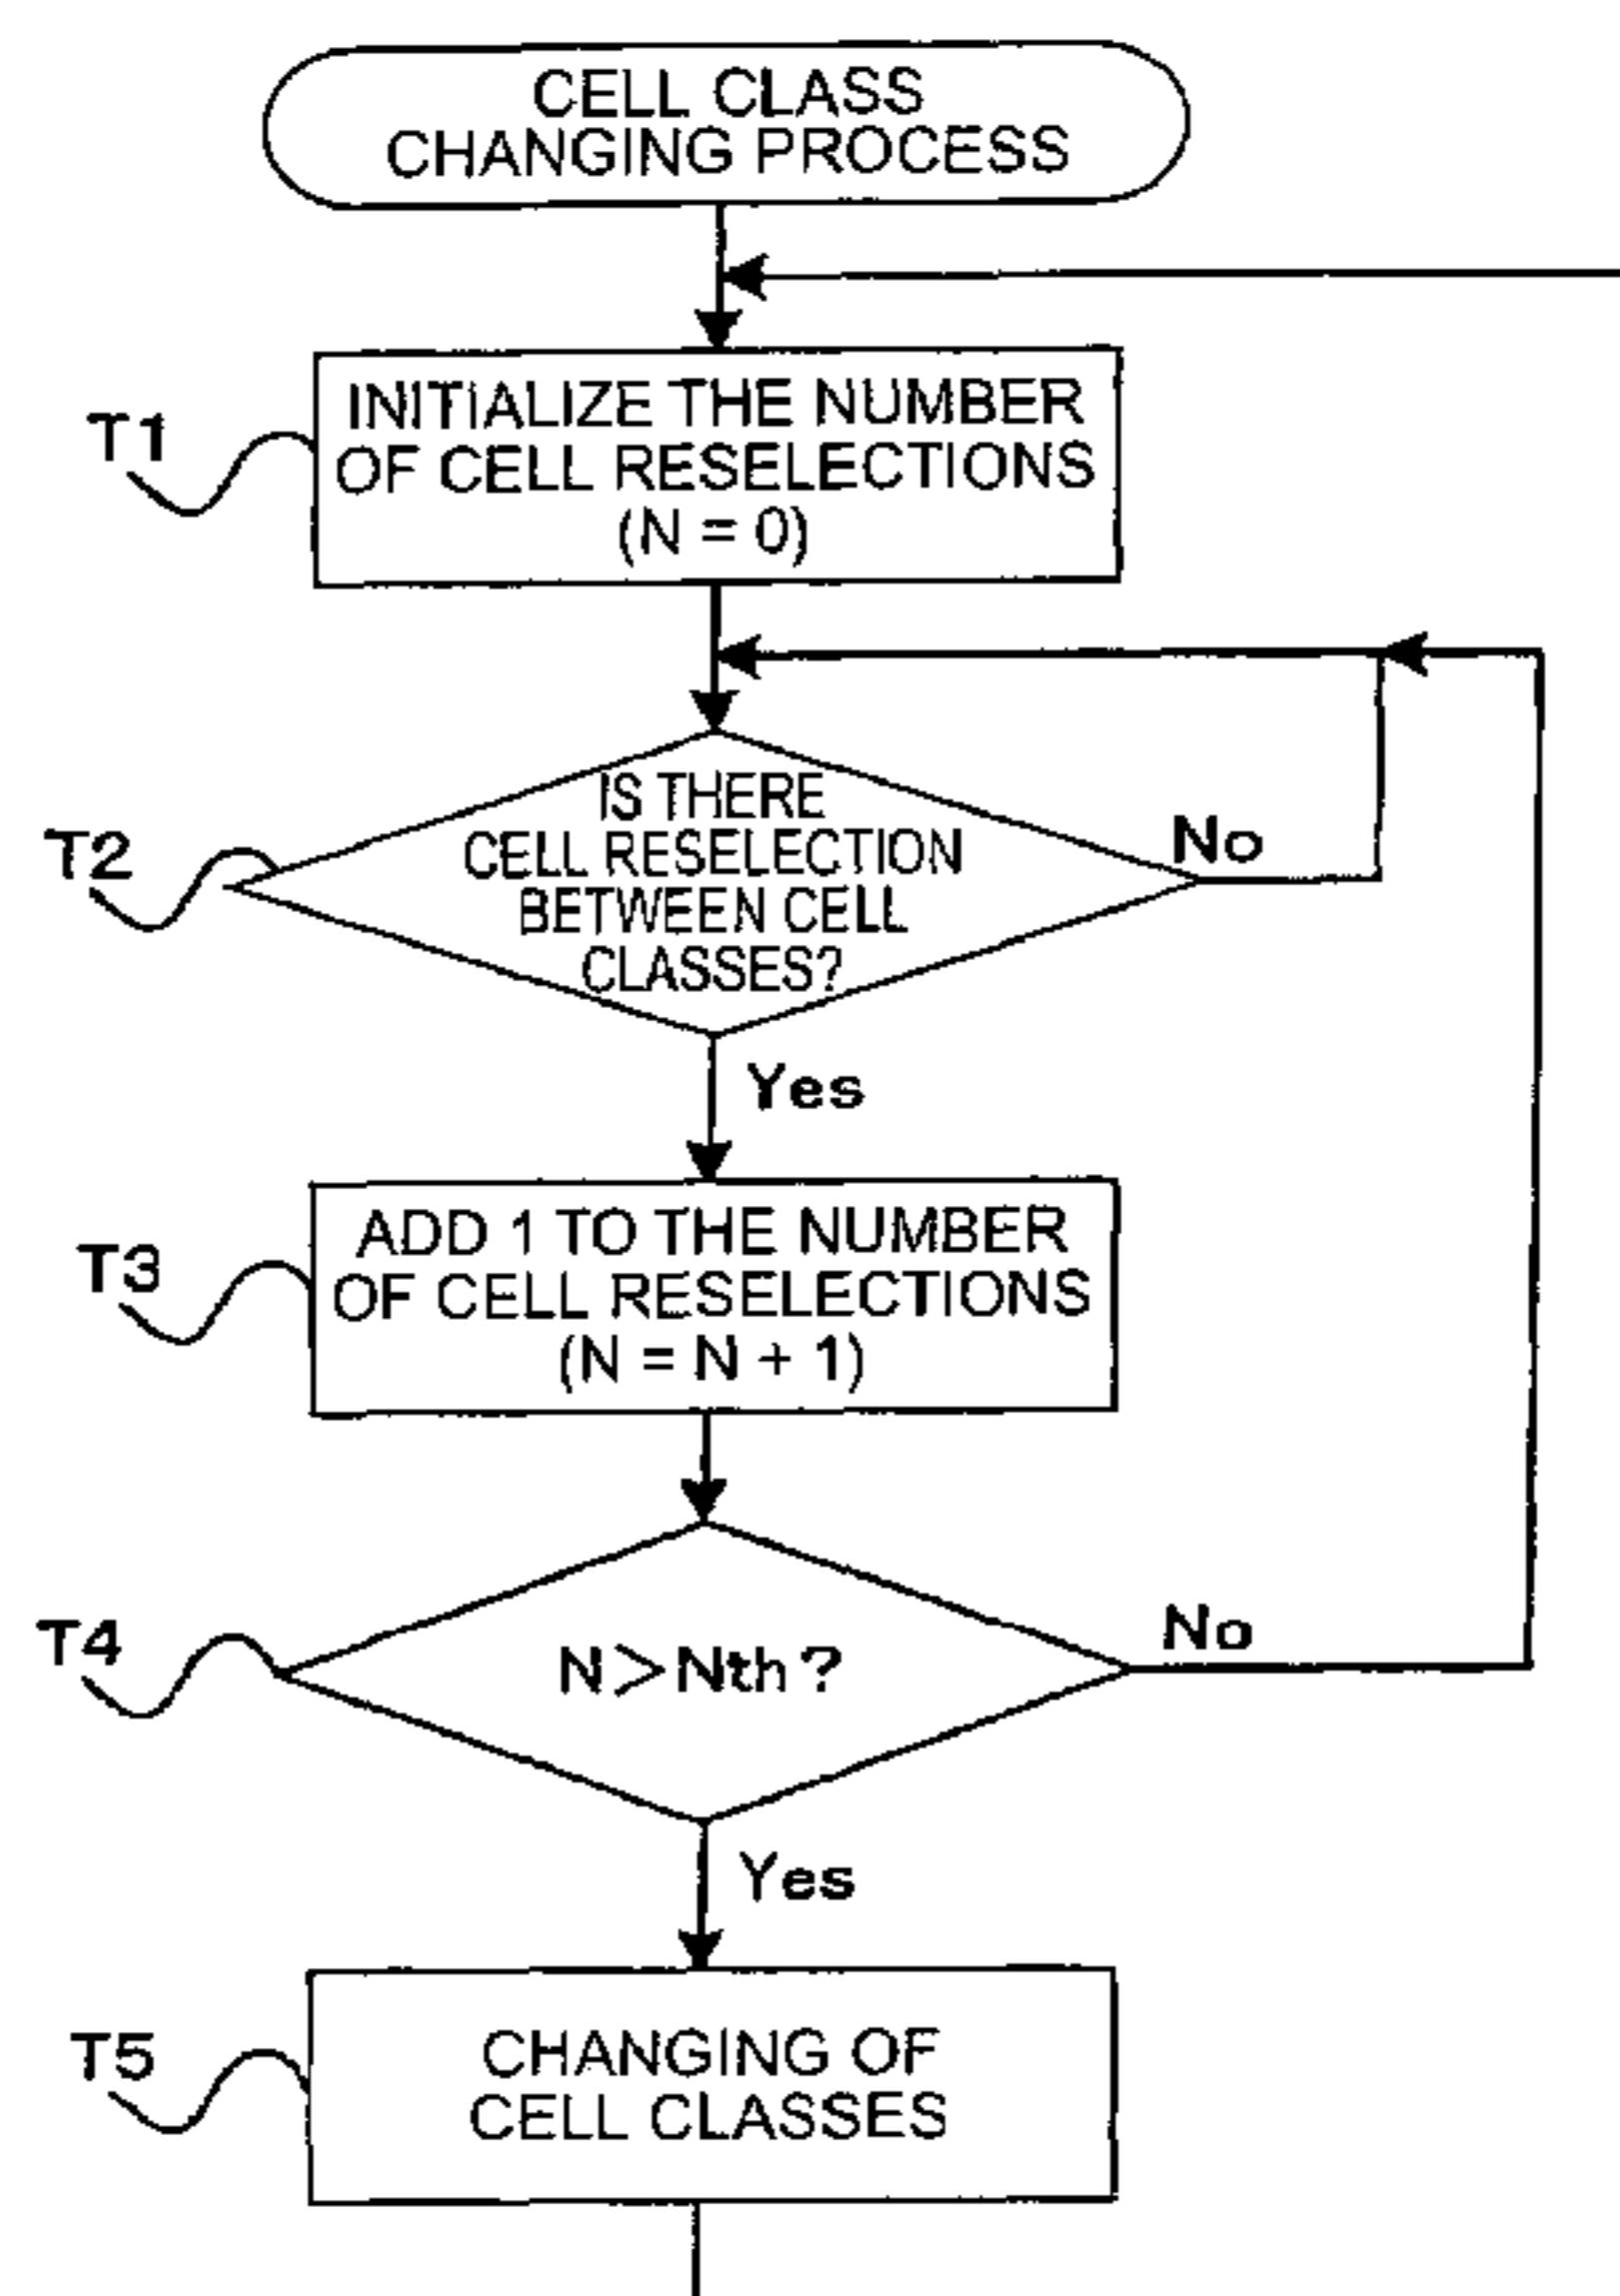 CELL CLASS
CHANGING PROCESS
T1
INITIALIZE THE NUMBER
OF CELL RESELECTIONS
(N = 0)
T2
IS THERE
CELL RESELECTION
BETWEEN CELL
CLASSES?
No
Yes
T3
ADD 1 TO THE NUMBER
OF CELL RESELECTIONS
(N = N + 1)
T4
N>Nth?
No
Yes
T5
CHANGING OF
CELL CLASSES